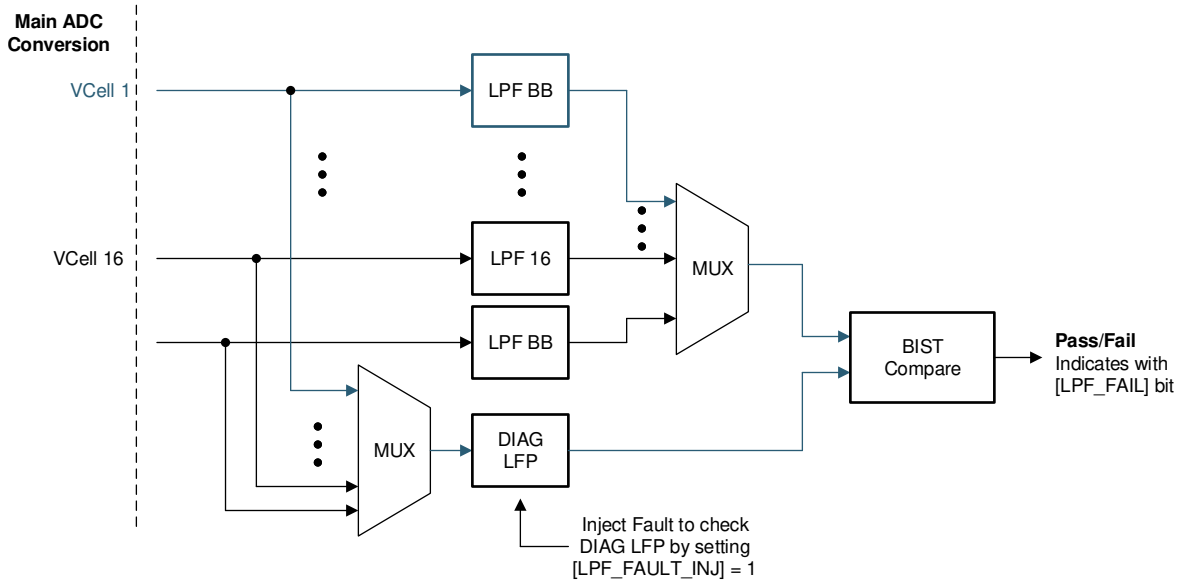 Main ADC
Conversion
VCell 1
LPF BB
VCell 16
LPF 16
MUX
LPF BB
BIST
Compare
Pass/Fail
Indicates with
[LPF_FAIL] bit
MUX
DIAG
LFP
Inject Fault to check
DIAG LFP by setting
[LPF_FAULT_INJ] = 1